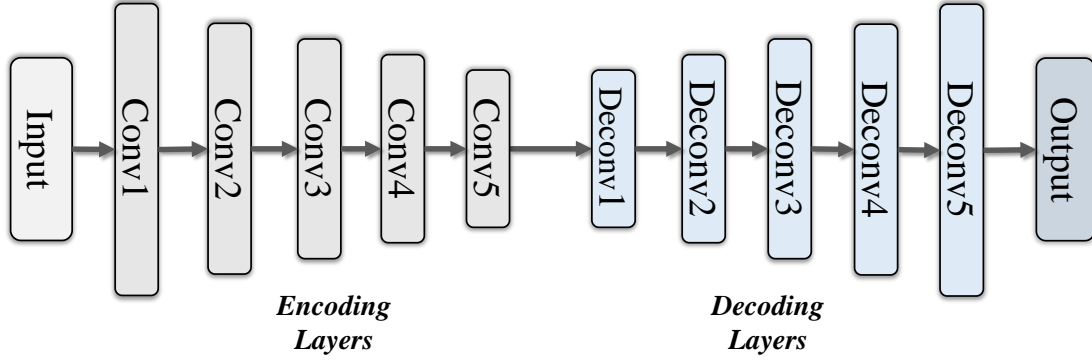 Input
Conv1
Conv2
Conv3
Conv4
Conv5
Deconv1
Deconv2
Deconv3
Deconv4
Deconv5
Output
Encoding
Layers
Decoding
Layers